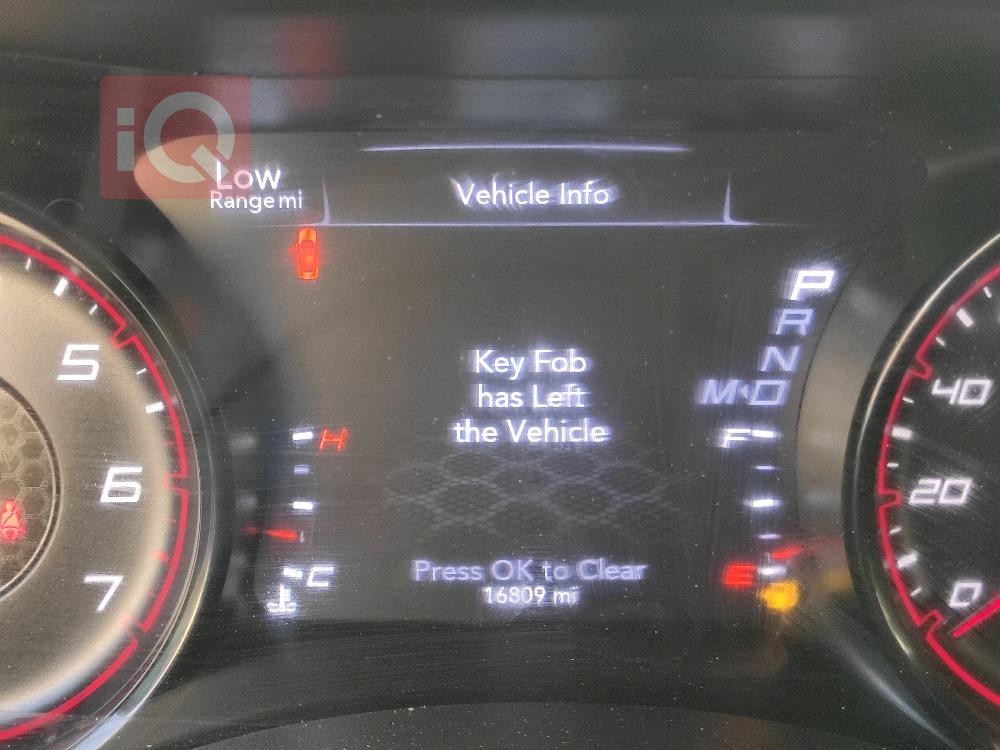 iQ
Low
Range mi
Vehicle Info
P
R
N
M◁D
Key Fob
has Left
the Vehicle
5
6
7
H
C
F
E
40
20
0
Press OK to Clear
16809 mi